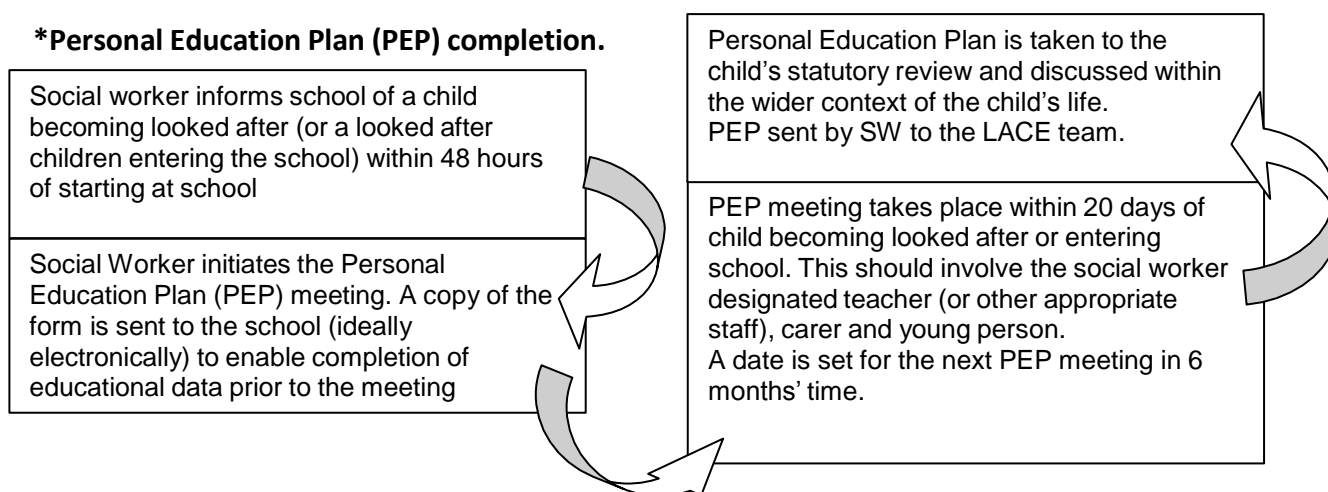 *Personal Education Plan (PEP) completion.
Social worker informs school of a child
becoming looked after (or a looked after
children entering the school) within 48 hours
of starting at school
Social Worker initiates the Personal
Education Plan (PEP) meeting. A copy of the
form is sent to the school (ideally
electronically) to enable completion of
educational data prior to the meeting
PEP meeting takes place within 20 days of
child becoming looked after or entering
school. This should involve the social worker
designated teacher (or other appropriate
staff), carer and young person.
A date is set for the next PEP meeting in 6
months’ time.
Personal Education Plan is taken to the
child’s statutory review and discussed within
the wider context of the child’s life.
PEP sent by SW to the LACE team.